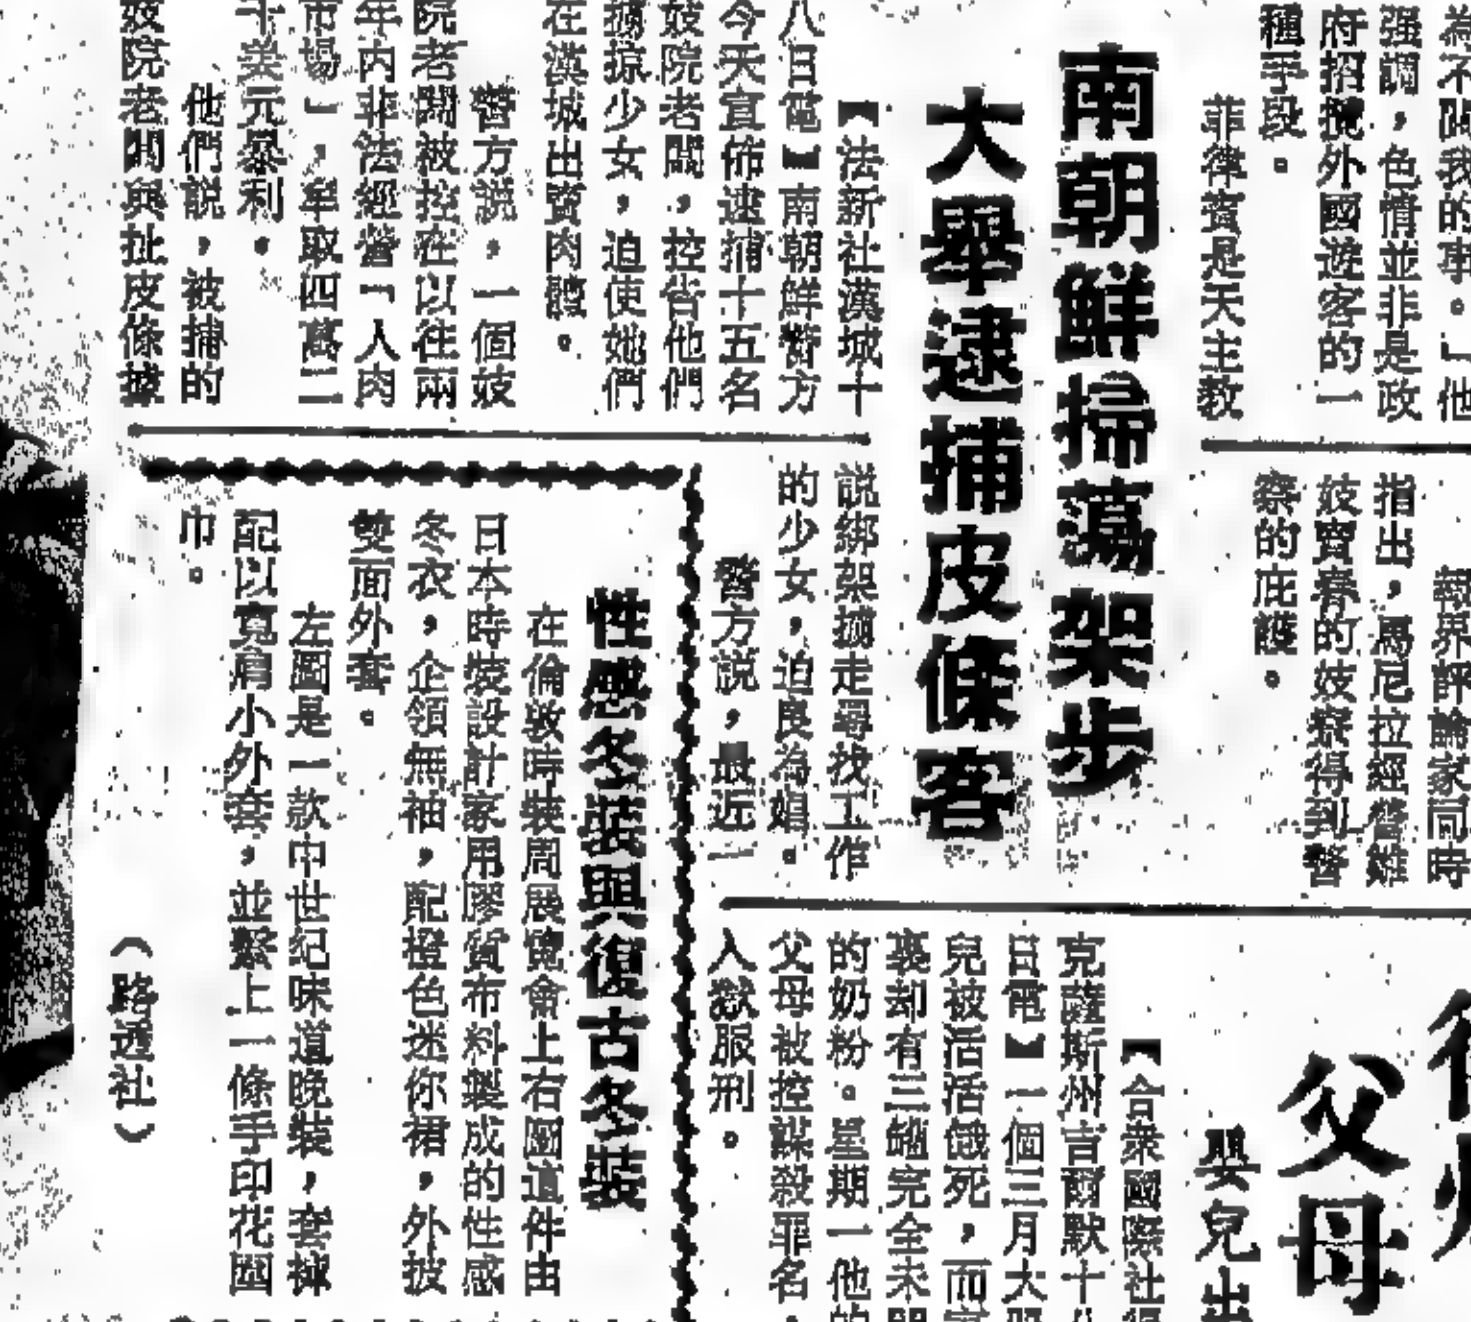 為不關我的事。」他
强調，色情並非是政
府招攬外國遊客的一
種手段。
菲律賓是天主教
報界評論家同時
指出，馬尼拉經營雛
妓賣春的妓寮得到警
察的庇護。
南朝鮮掃蕩架步
大舉逮捕皮條客
【法新社漢城十
八日電】南朝鮮警方
今天宣佈逮捕十五名
妓院老闆，控告他們
擄掠少女，迫使她們
在漢城出賣肉體。
警方說，一個妓
院老闆被控在以往兩
年内非法經營「人肉
市場」，牟取四萬二
千美元暴利。
他們說，被捕的
妓院老闆與扯皮條據
說綁架擄走尋找工作
的少女，迫良為娼。
警方説，最近一
性感冬裝與復古冬裝
在倫敦時裝周展覽會上右圖這件由
日本時裝設計家用膠質布料製成的性感
冬衣，企領無袖，配橙色迷你裙，外披
雙面外套。
左圖是一款中世纪味道晚裝，套
配以寬肩小外套，並繫上一條手印花圍
巾。
（路透社）
父母
嬰兒出
【合衆國際社
克薩斯州吉爾默十八
日電】一個三月大
兒被活活餓死，而
裏却有三罐完全未開
的奶粉。星期一他的
父母被控謀殺罪名，
入獄服刑。